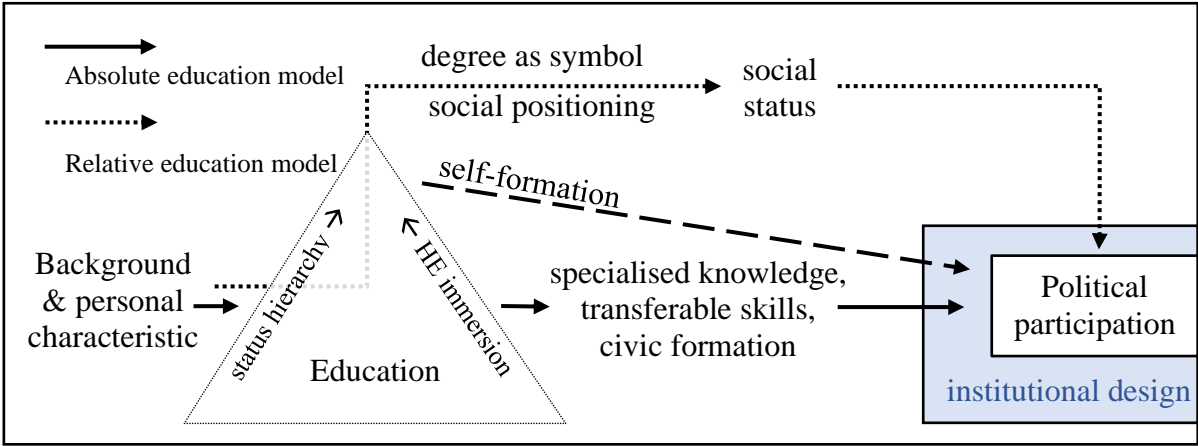 Absolute education model
Relative education model
degree as symbol
social positioning
social
status
self-formation
Background
& personal
characteristic
status hierarchy
HE immersion
Education
specialised knowledge,
transferable skills,
civic formation
Political
participation
institutional design